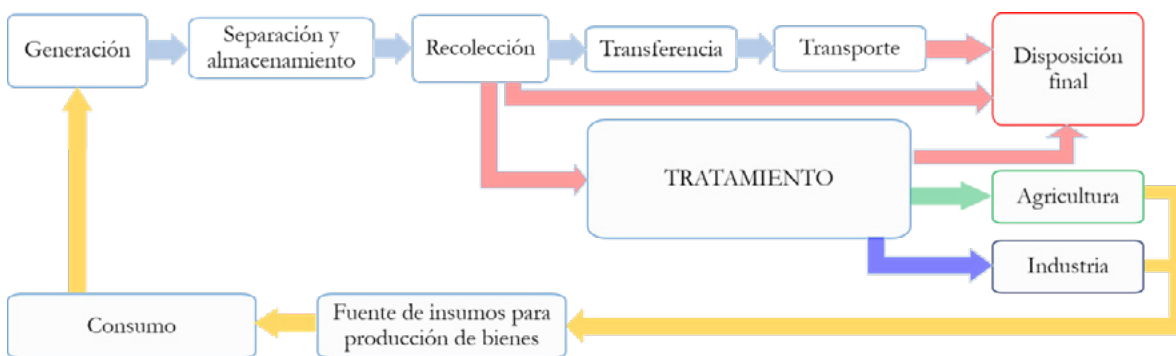 Generación
Separación y
almacenamiento
Recolección
Transferencia
Transporte
Disposición
final
TRATAMIENTO
Agricultura
Industria
Consumo
Fuente de insumos para
producción de bienes